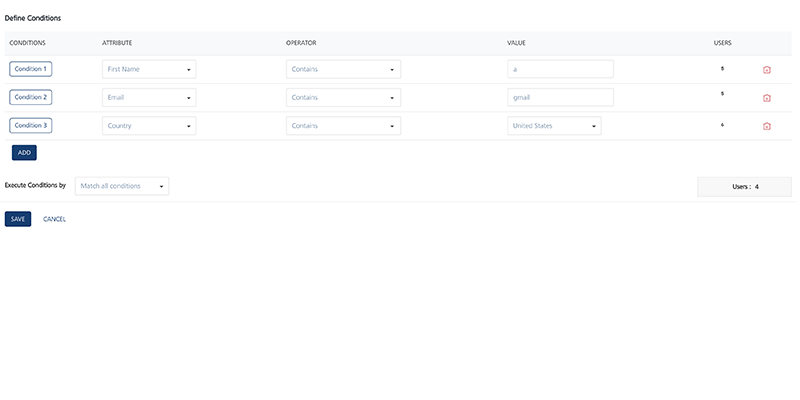 Define Conditions
CONDITIONS ATTRIBUTE OPERATOR VALUE USERS
Condition 1 First Name Contains a 5
Condition 2 Email Contains gmail 5
Condition 3 Country Contains United States
ADD
Execute Conditions by Match all conditions Users : 4
SAVE CANCEL